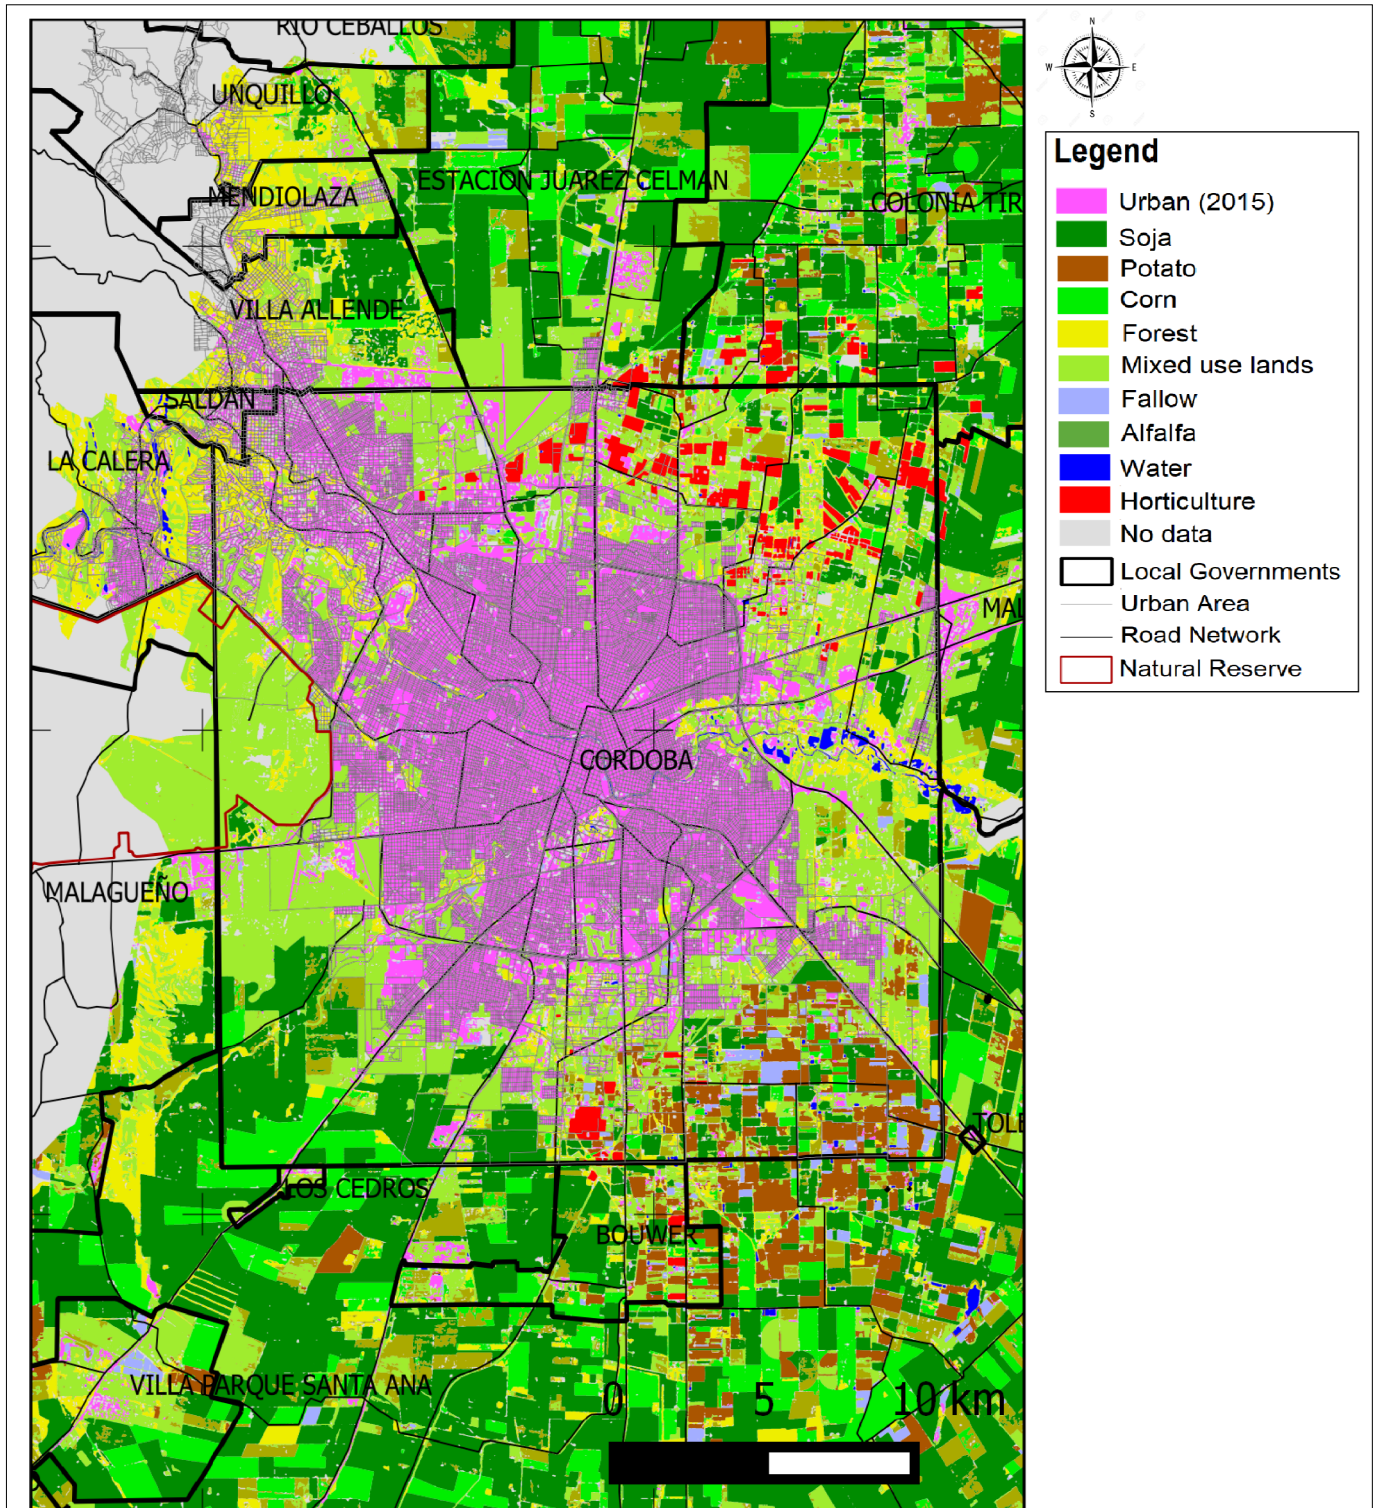 RIO CEBALLOS
N
UNQUILLO
W E
S
MENDIOLAZA
ESTACION JUAREZ CELMAN
COLONIA TIR
VILLA ALLENDE
SALDAN
LA CALERA
MAL
CORDOBA
MALAGUEÑO
TOLE
LOS CEDROS
BOUWER
VILLA PARQUE SANTA ANA
0 5 10 km
Legend
Urban (2015)
Soja
Potato
Corn
Forest
Mixed use lands
Fallow
Alfalfa
Water
Horticulture
No data
Local Governments
Urban Area
Road Network
Natural Reserve